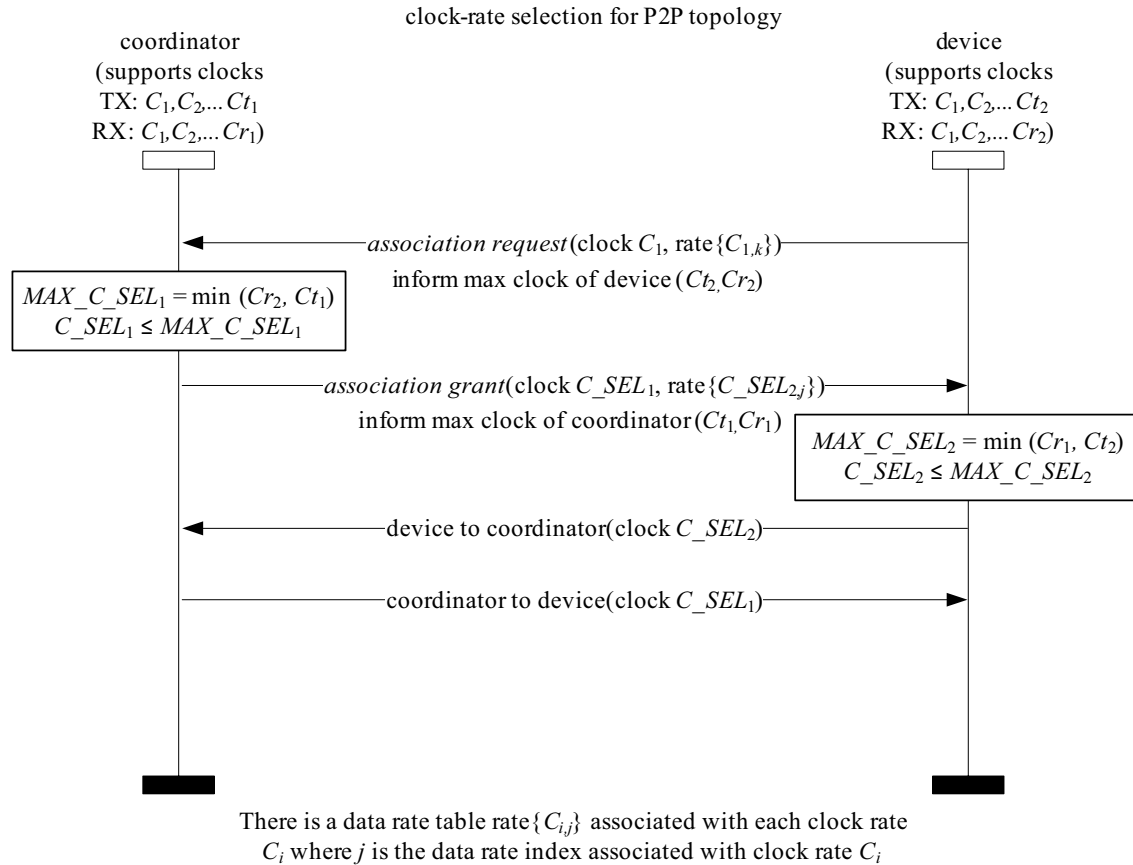 clock-rate selection for P2P topology
coordinator
(supports clocks
TX: C₁,C₂,... Ct₁
RX: C₁,C₂,... Cr₁)
device
(supports clocks
TX: C₁,C₂,... Ct₂
RX: C₁,C₂,... Cr₂)
association request(clock C₁, rate{C₁,ₖ})
inform max clock of device (Ct₂,Cr₂)
MAX_C_SEL₁ = min (Cr₂, Ct₁)
C_SEL₁ ≤ MAX_C_SEL₁
association grant(clock C_SEL₁, rate{C_SEL₂,ⱼ})
inform max clock of coordinator(Ct₁,Cr₁)
MAX_C_SEL₂ = min (Cr₁, Ct₂)
C_SEL₂ ≤ MAX_C_SEL₂
device to coordinator(clock C_SEL₂)
coordinator to device(clock C_SEL₁)
There is a data rate table rate{Cᵢ,ⱼ} associated with each clock rate
Cᵢ where j is the data rate index associated with clock rate Cᵢ